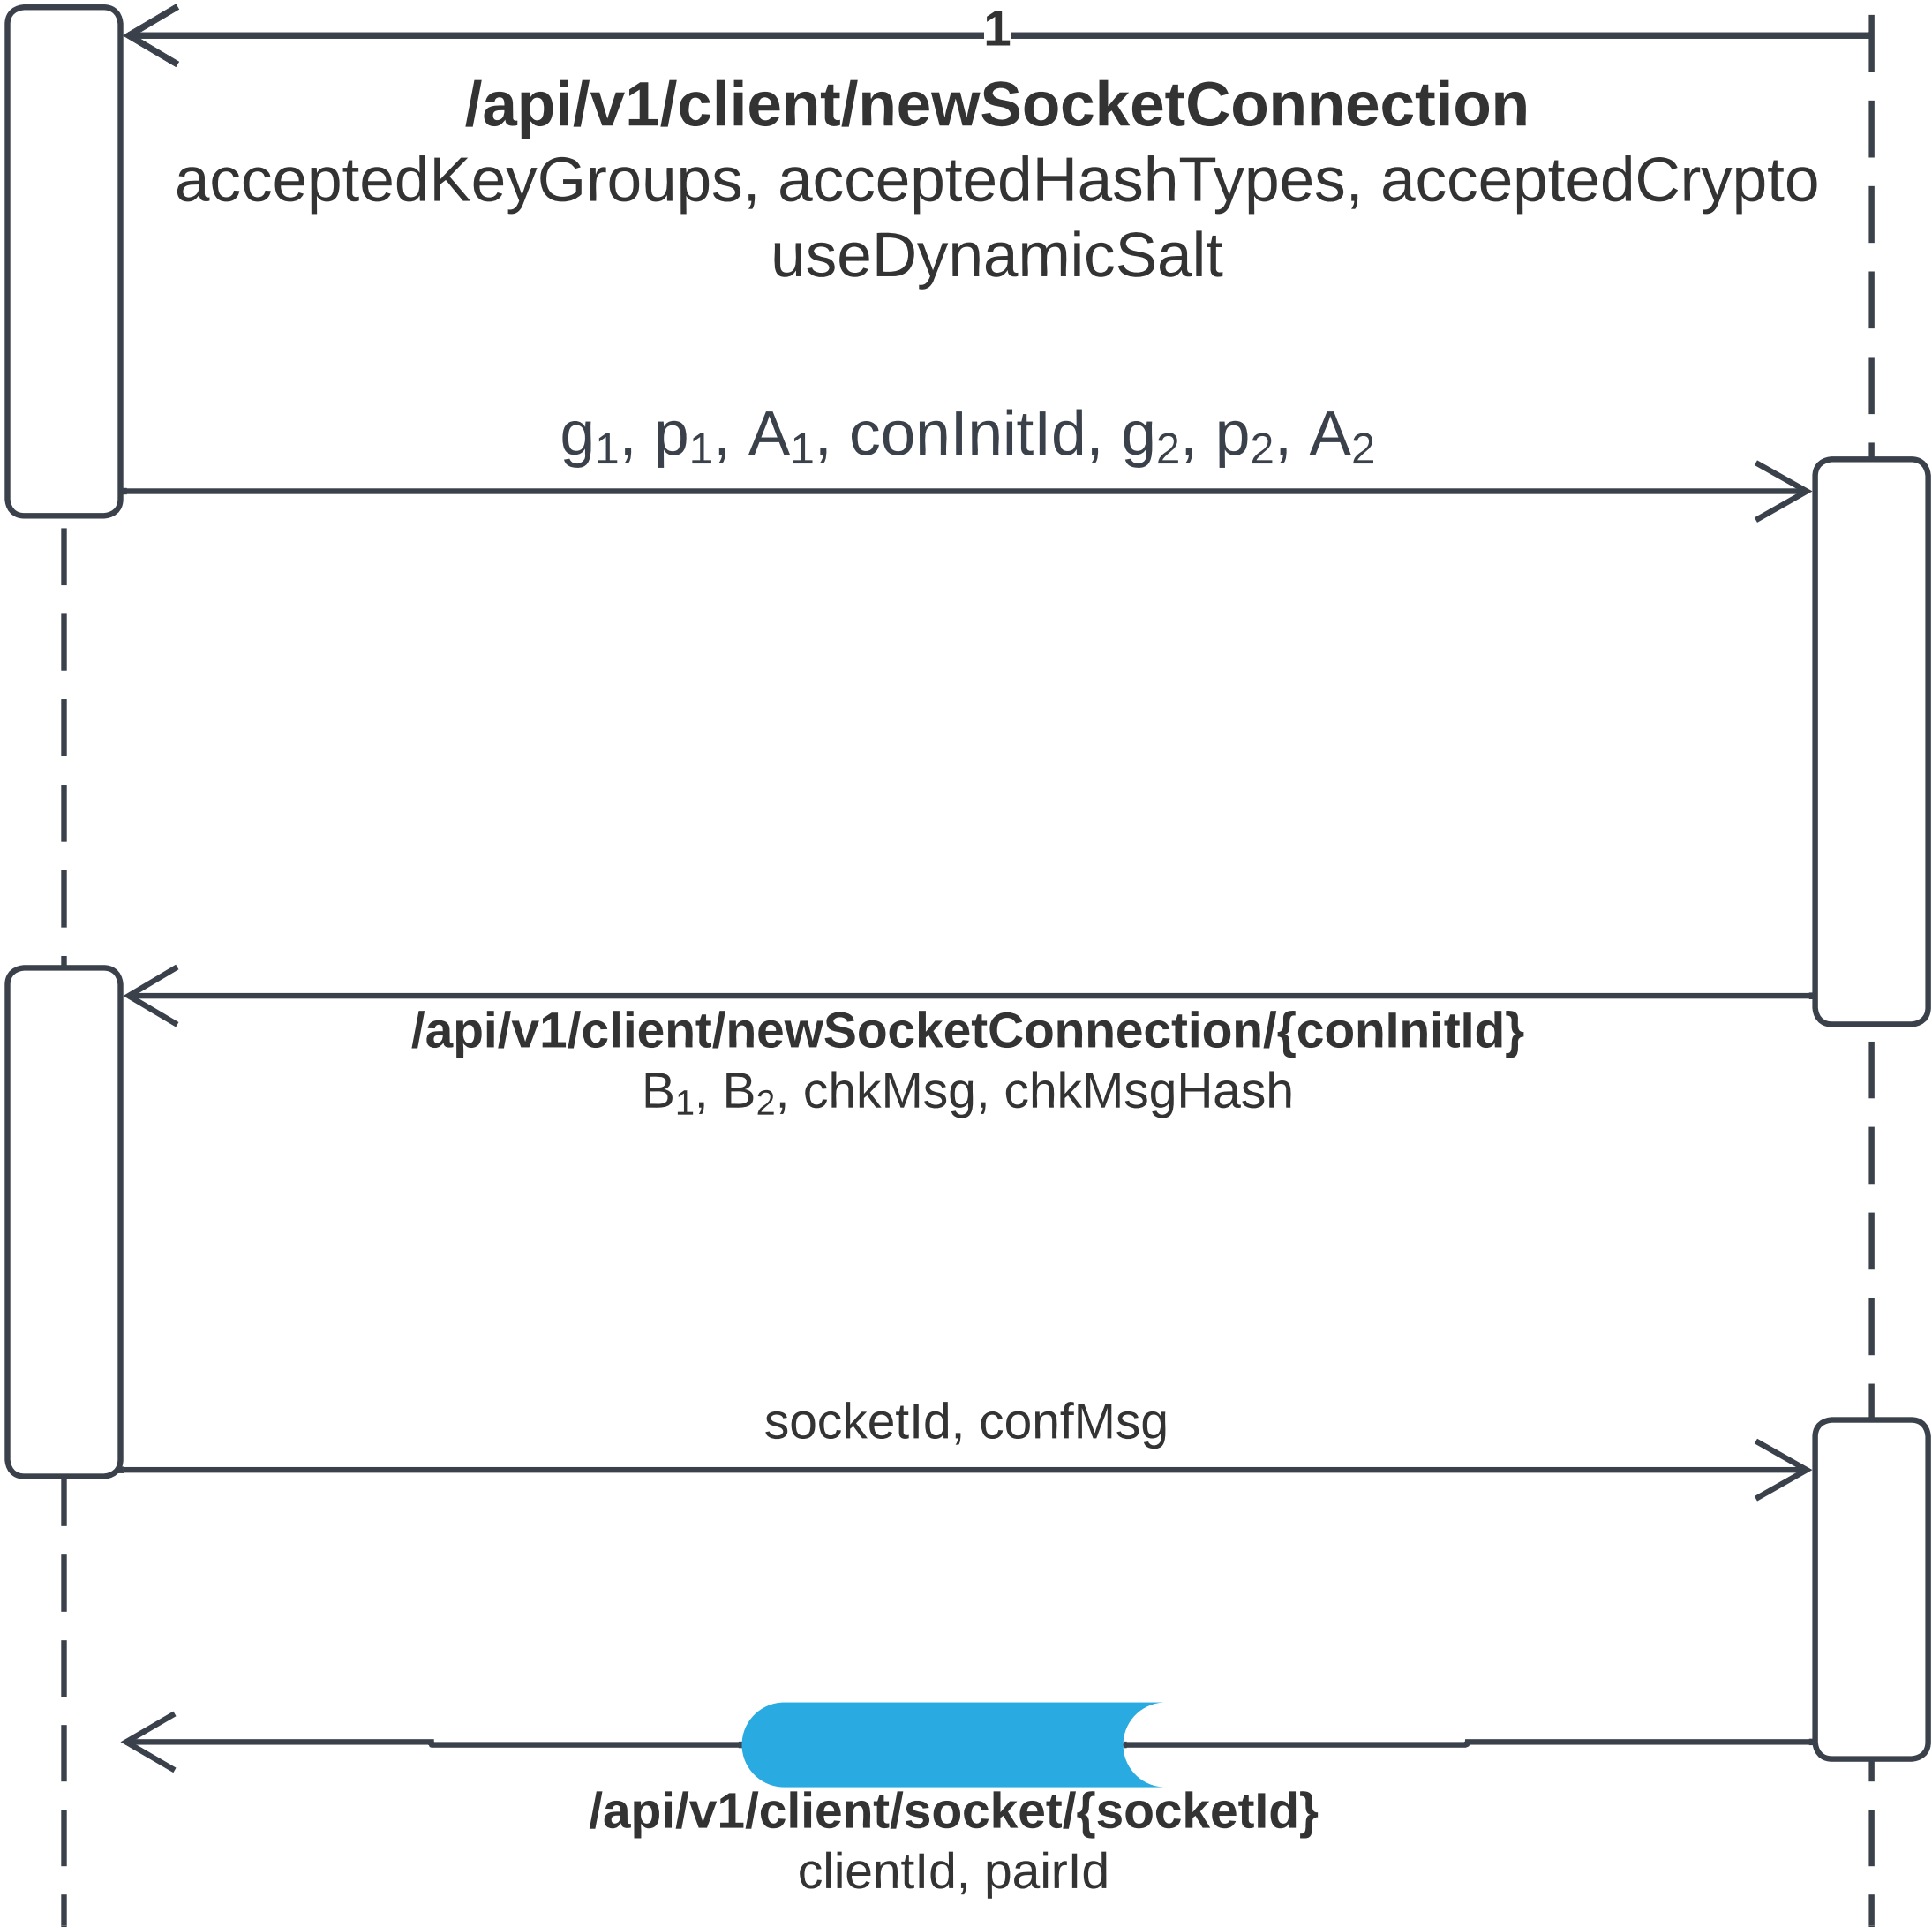 1
/api/v1/client/newSocketConnection
acceptedKeyGroups, acceptedHashTypes, acceptedCrypto
useDynamicSalt
g₁, p₁, A₁, conInitId, g₂, p₂, A₂
/api/v1/client/newSocketConnection/{conInitId}
B₁, B₂, chkMsg, chkMsgHash
socketId, confMsg
/api/v1/client/socket/{socketId}
clientId, pairId